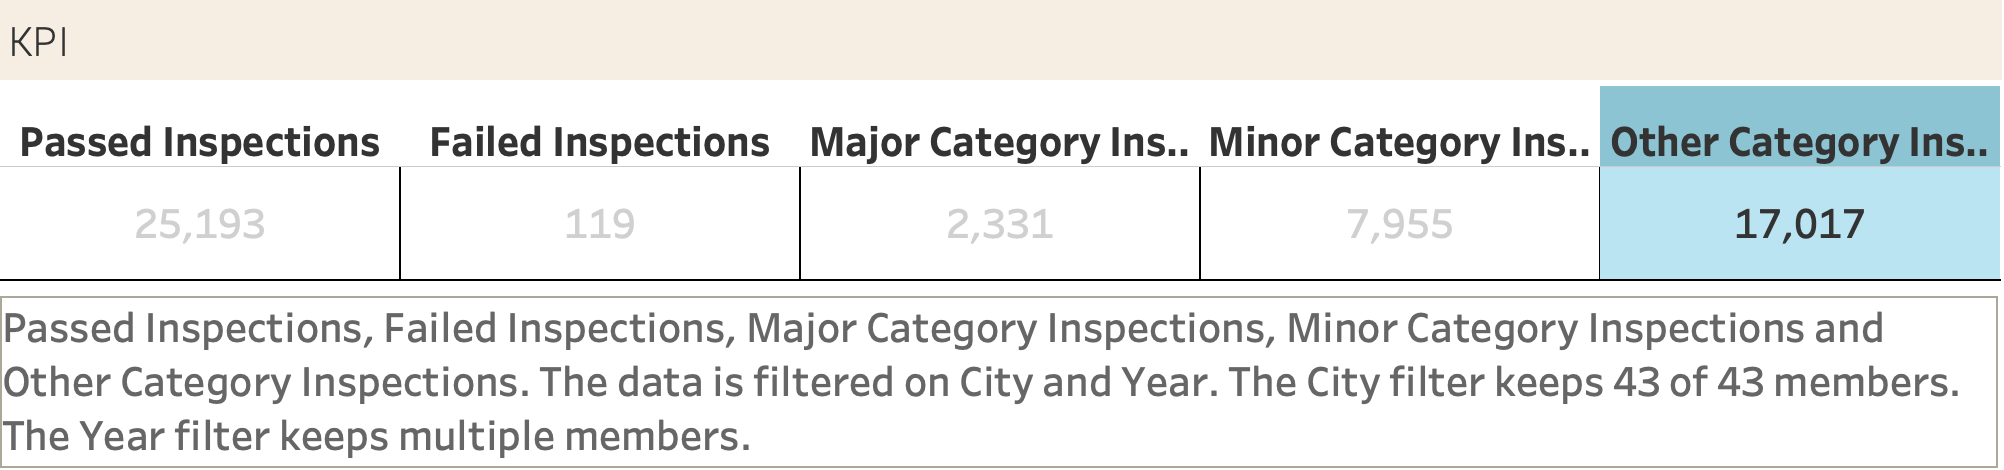 KPI
Passed Inspections Failed Inspections Major Category Ins.. Minor Category Ins.. Other Category Ins..
25,193 119 2,331 7,955 17,017
Passed Inspections, Failed Inspections, Major Category Inspections, Minor Category Inspections and
Other Category Inspections. The data is filtered on City and Year. The City filter keeps 43 of 43 members.
The Year filter keeps multiple members.